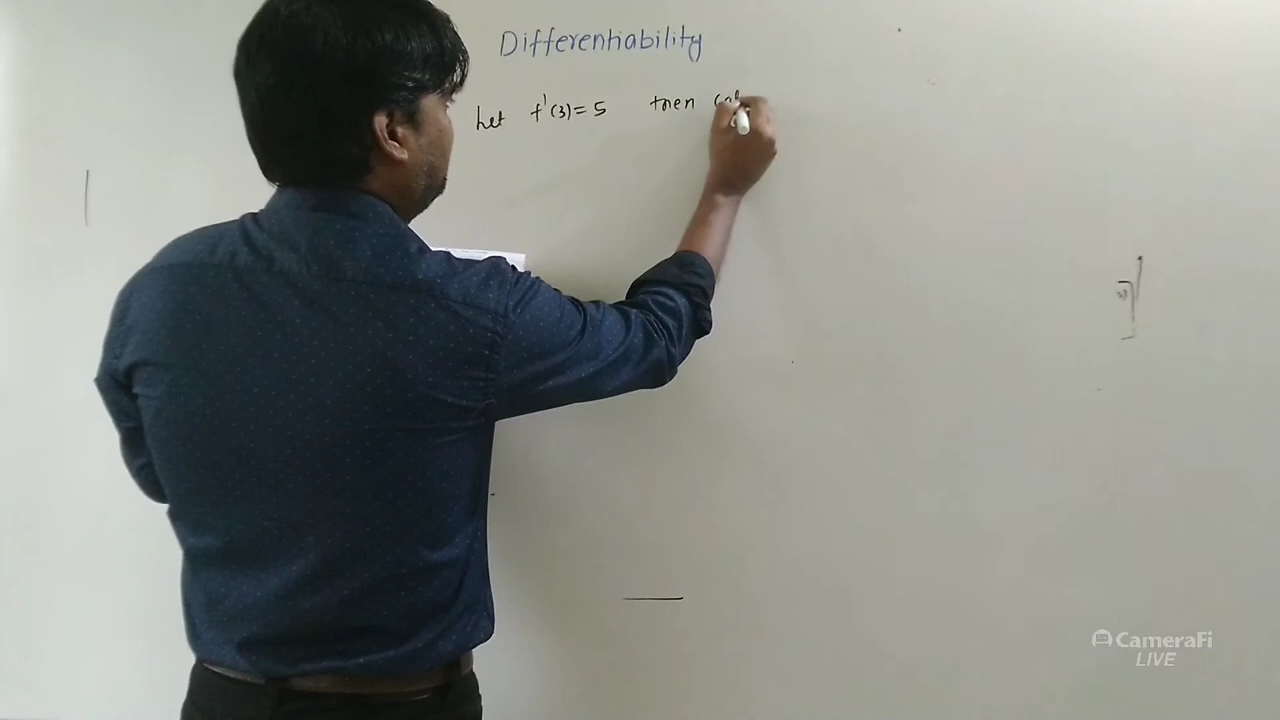 Differentiability
Let f'(3) = 5 then
CameraFi
LIVE